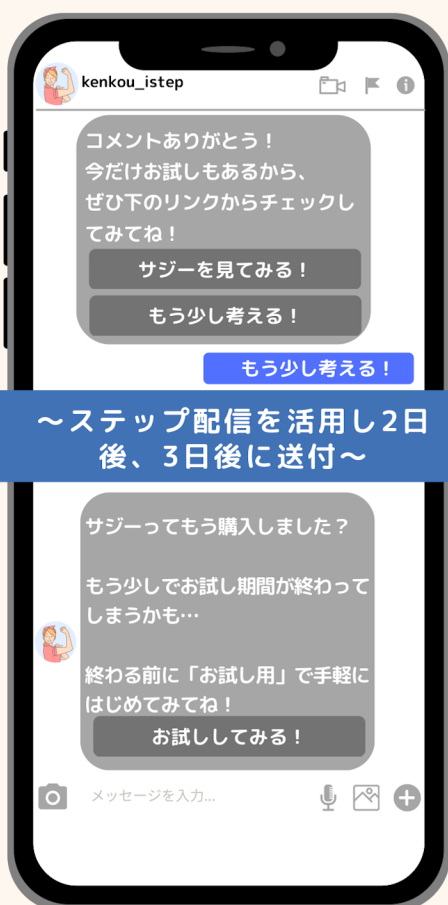 kenkou_istep
コメントありがとう！
今だけお試しもあるから、
ぜひ下のリンクからチェックし
てみてね！
サジーを見てみる！
もう少し考える！
もう少し考える！
～ステップ配信を活用し2日
後、3日後に送付～
サジーってもう購入しました？
もう少しでお試し期間が終わって
しまうかも…
終わる前に「お試し用」で手軽に
はじめてみてね！
お試ししてみる！
メッセージを入力...